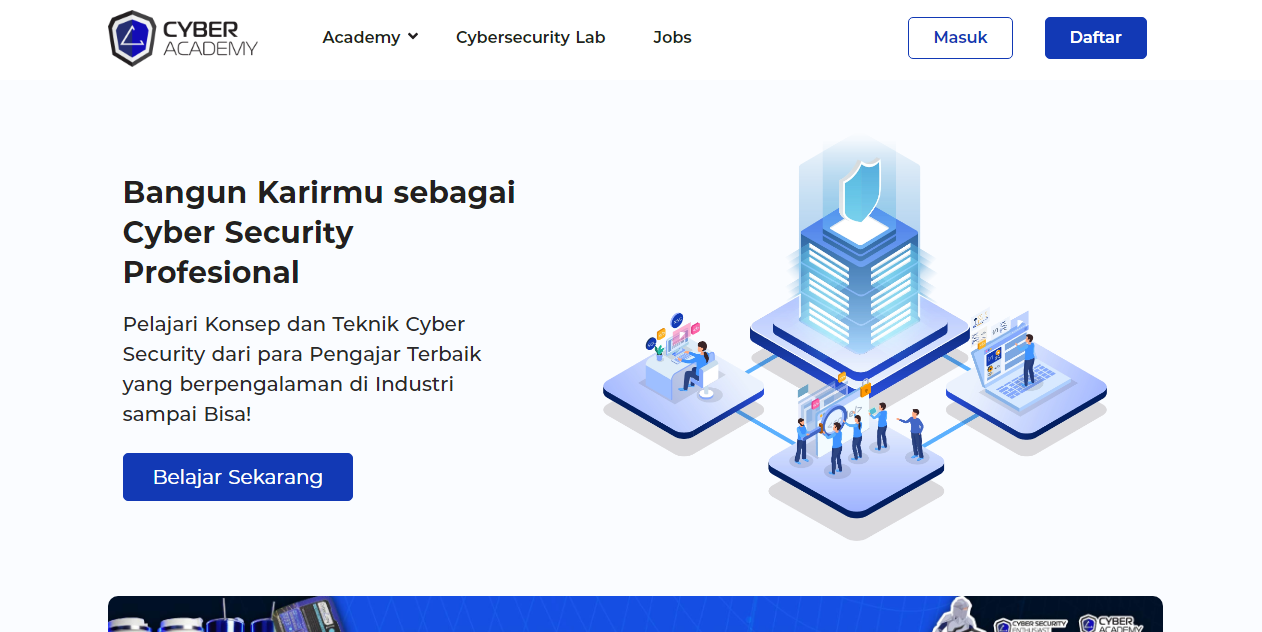 CYBER
ACADEMY
Academy
Cybersecurity Lab
Jobs
Masuk
Daftar
Bangun Karirmu sebagai
Cyber Security
Profesional
Pelajari Konsep dan Teknik Cyber
Security dari para Pengajar Terbaik
yang berpengalaman di Industri
sampai Bisa!
Belajar Sekarang
CYBER SECURITY
ENTHUSIAST
CYBER
ACADEMY